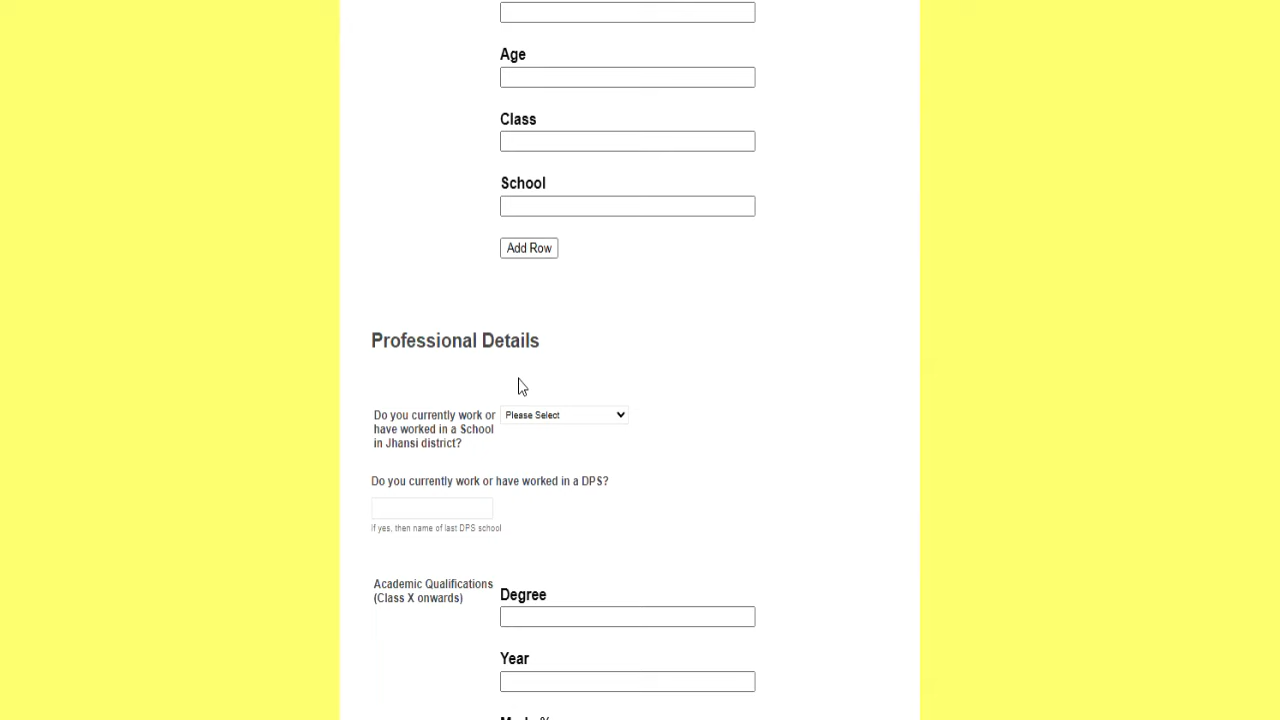 Age
Class
School
Add Row
Professional Details
Do you currently work or
have worked in a School
in Jhansi district?
Please Select
Do you currently work or have worked in a DPS?
If yes, then name of last DPS school
Academic Qualifications
(Class X onwards)
Degree
Year